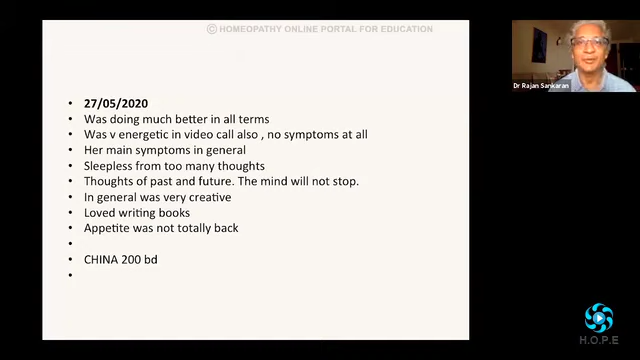 © HOMEOPATHY ONLINE PORTAL FOR EDUCATION
Dr Rajan Sankaran
• 27/05/2020
• Was doing much better in all terms
• Was v energetic in video call also , no symptoms at all
• Her main symptoms in general
• Sleepless from too many thoughts
• Thoughts of past and future. The mind will not stop.
• In general was very creative
• Loved writing books
• Appetite was not totally back
•
• CHINA 200 bd
•
H.O.P.E